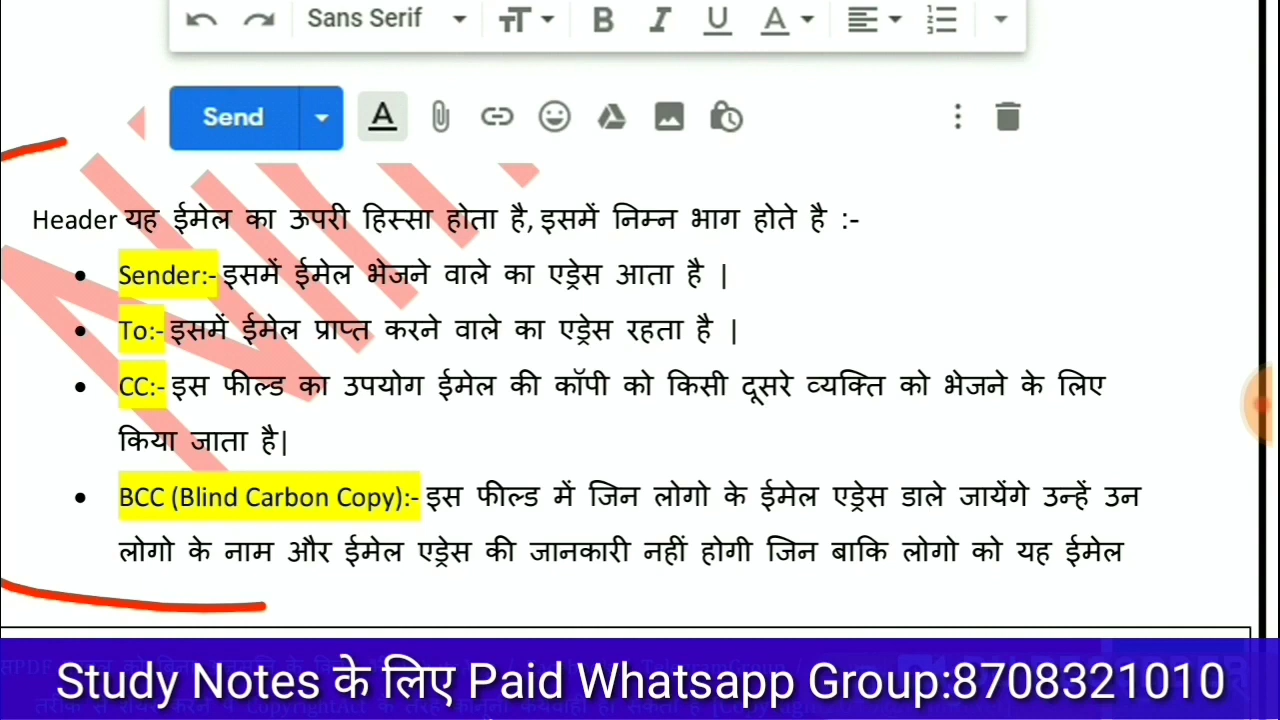 Sans Serif
B I U A
Send A
Header यह ईमेल का ऊपरी हिस्सा होता है, इसमें निम्न भाग होते है :-
• Sender:- इसमें ईमेल भेजने वाले का एड्रेस आता है |
• To:- इसमें ईमेल प्राप्त करने वाले का एड्रेस रहता है |
• CC:- इस फील्ड का उपयोग ईमेल की कॉपी को किसी दूसरे व्यक्ति को भेजने के लिए
किया जाता है|
• BCC (Blind Carbon Copy):- इस फील्ड में जिन लोगो के ईमेल एड्रेस डाले जायेंगे उन्हें उन
लोगो के नाम और ईमेल एड्रेस की जानकारी नहीं होगी जिन बाकि लोगो को यह ईमेल
Study Notes के लिए Paid Whatsapp Group:8708321010